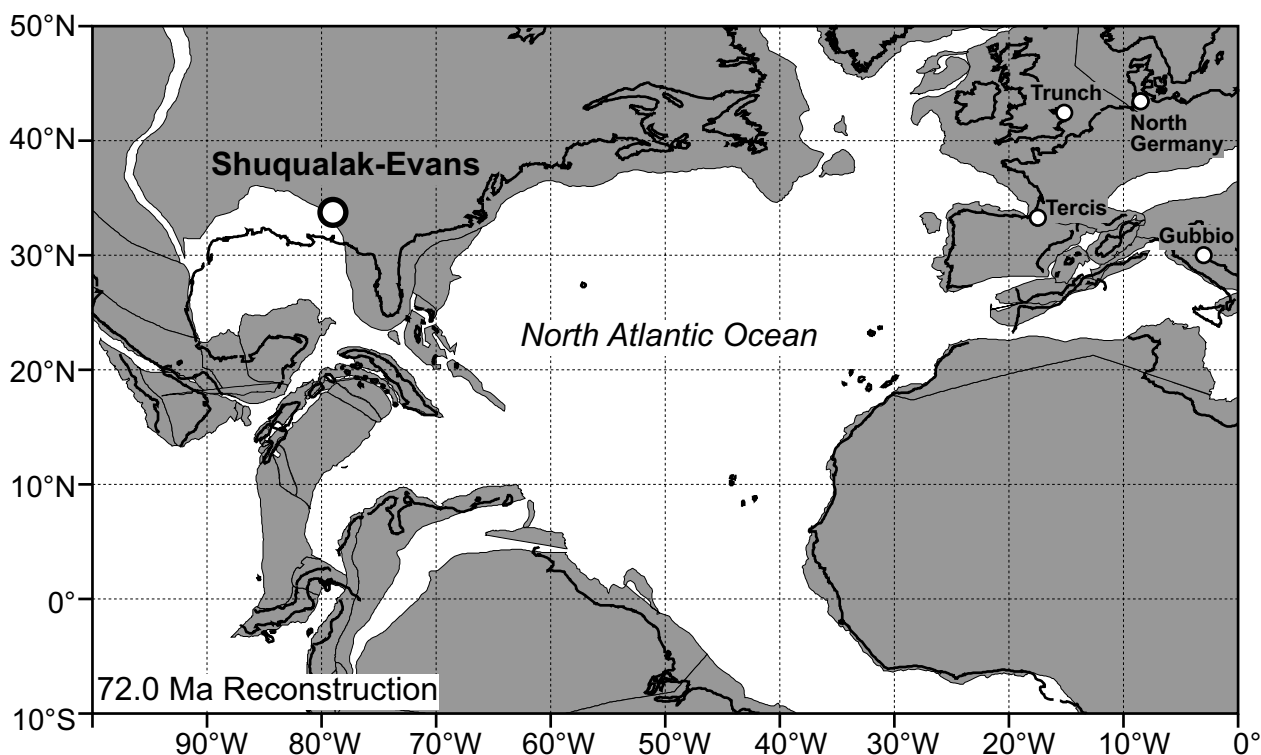 50°N
40°N
30°N
20°N
10°N
0°
10°S
Trunch
North
Germany
Shuqualak-Evans
Tercis
Gubbio
North Atlantic Ocean
72.0 Ma Reconstruction
90°W 80°W 70°W 60°W 50°W 40°W 30°W 20°W 10°W 0°